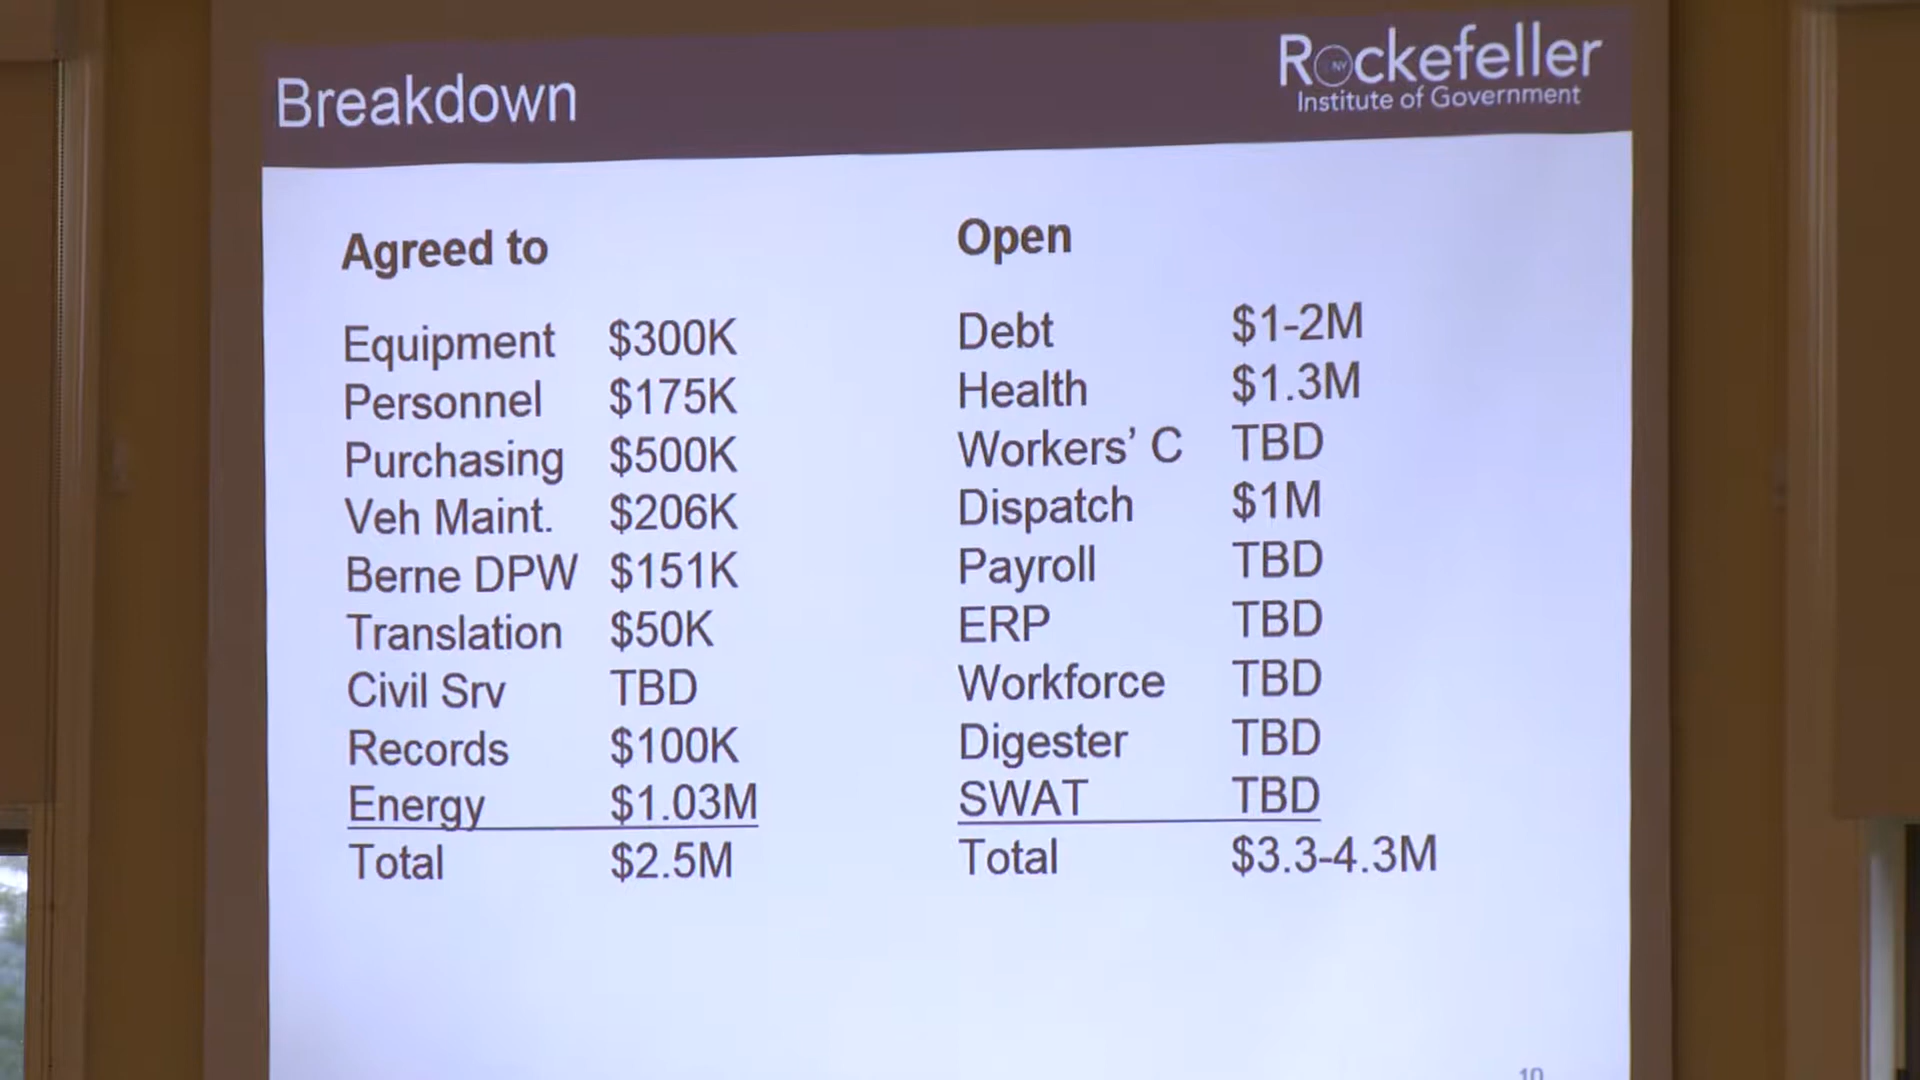 Breakdown
Rockefeller
NY
Institute of Government
Agreed to
Equipment $300K
Personnel $175K
Purchasing $500K
Veh Maint. $206K
Berne DPW $151K
Translation $50K
Civil Srv TBD
Records $100K
Energy $1.03M
Total $2.5M
Open
Debt $1-2M
Health $1.3M
Workers’ C TBD
Dispatch $1M
Payroll TBD
ERP TBD
Workforce TBD
Digester TBD
SWAT TBD
Total $3.3-4.3M
10